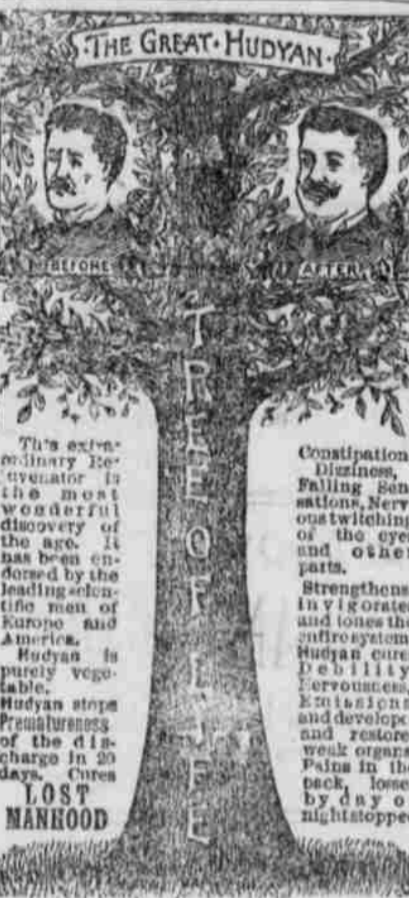 THE GREAT HUDYAN.
BEFORE
AFTER.
TREE OF LIFE
This extra-
ordinary Re-
juvenator is
the most
wonderful
discovery of
the age. It
has been en-
dorsed by the
leading scien-
tific men of
Europe and
America.
Hudyan is
purely vege-
table.
Hudyan stops
Prematureness
of the dis-
charge in 20
days. Cures
LOST
MANHOOD
Constipation
Dizziness,
Falling Sen
sations, Nerv
ous twitching
of the eyes
and other
parts.
Strengthens
invigorates
and tones the
entire system.
Hudyan cures
Debility
Nervousness
Emissions
and develops
and restores
weak organs
Pains in the
back, losses
by day o
night stopped